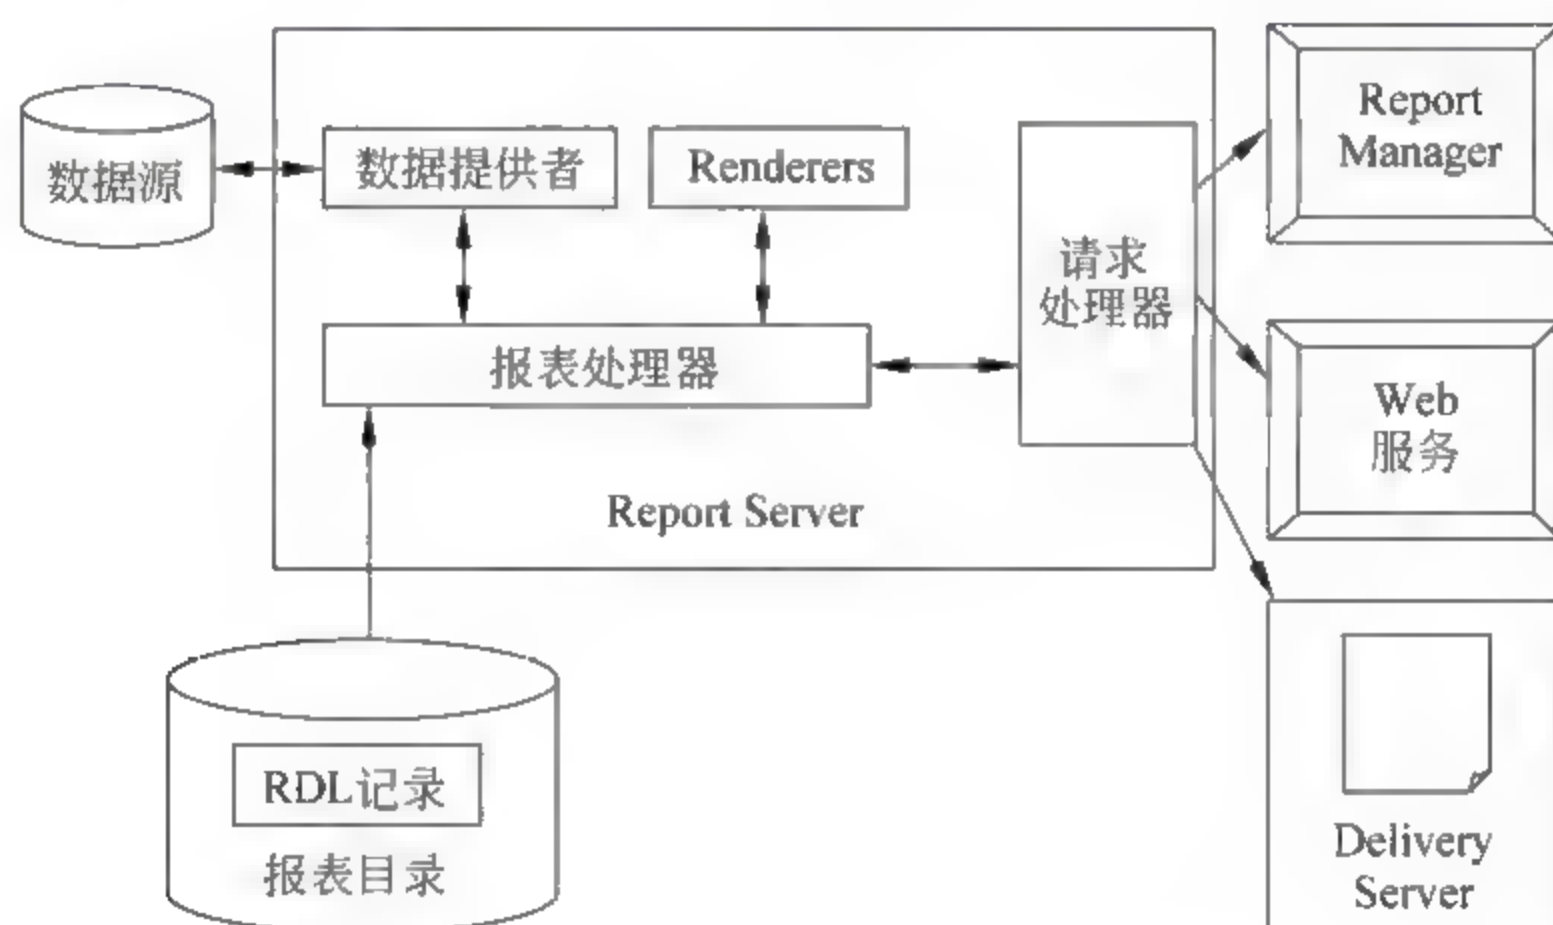 数据源
数据提供者
Renderers
请求
处理器
报表处理器
Report Server
RDL记录
报表目录
Report
Manager
Web
服务
Delivery
Server